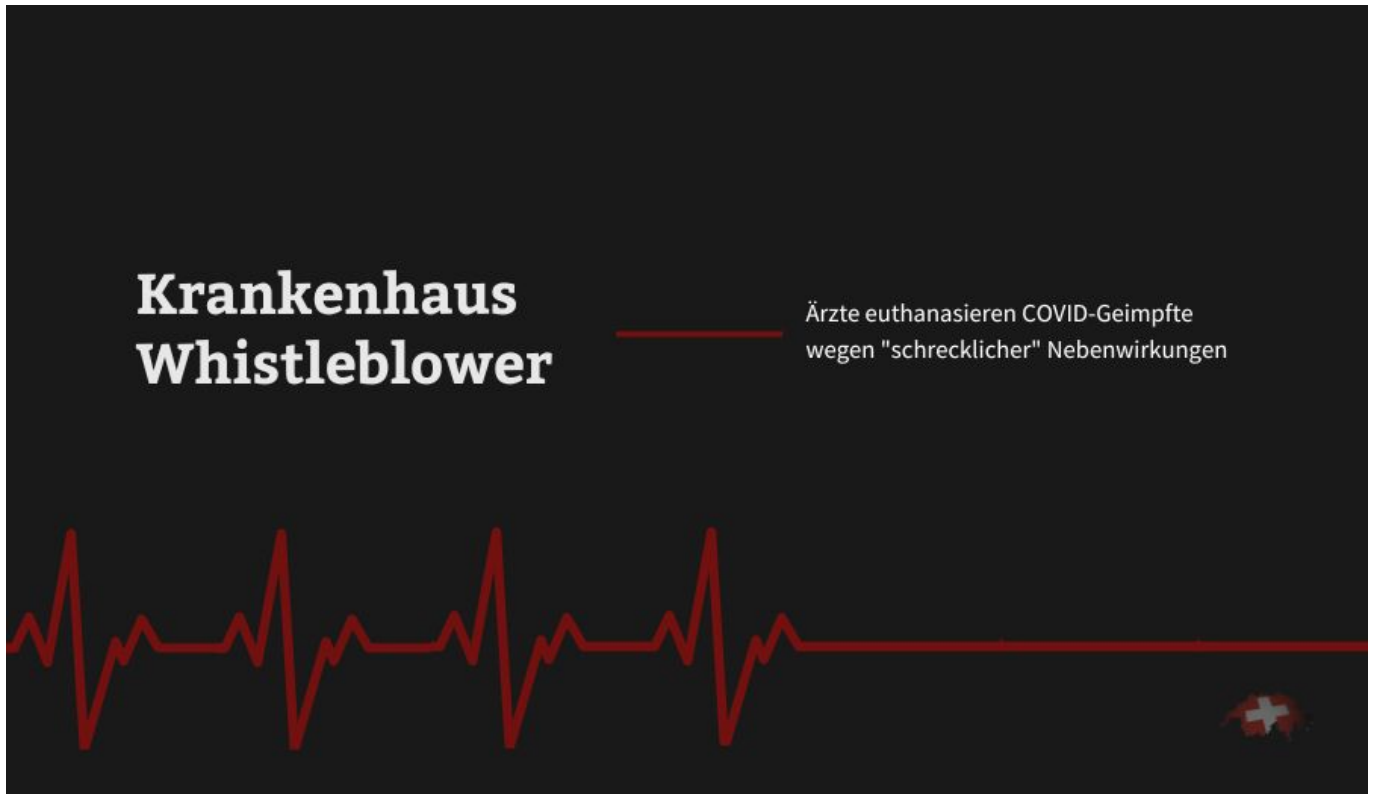 Krankenhaus
Whistleblower
Ärzte euthanasieren COVID-Geimpfte
wegen "schrecklicher" Nebenwirkungen